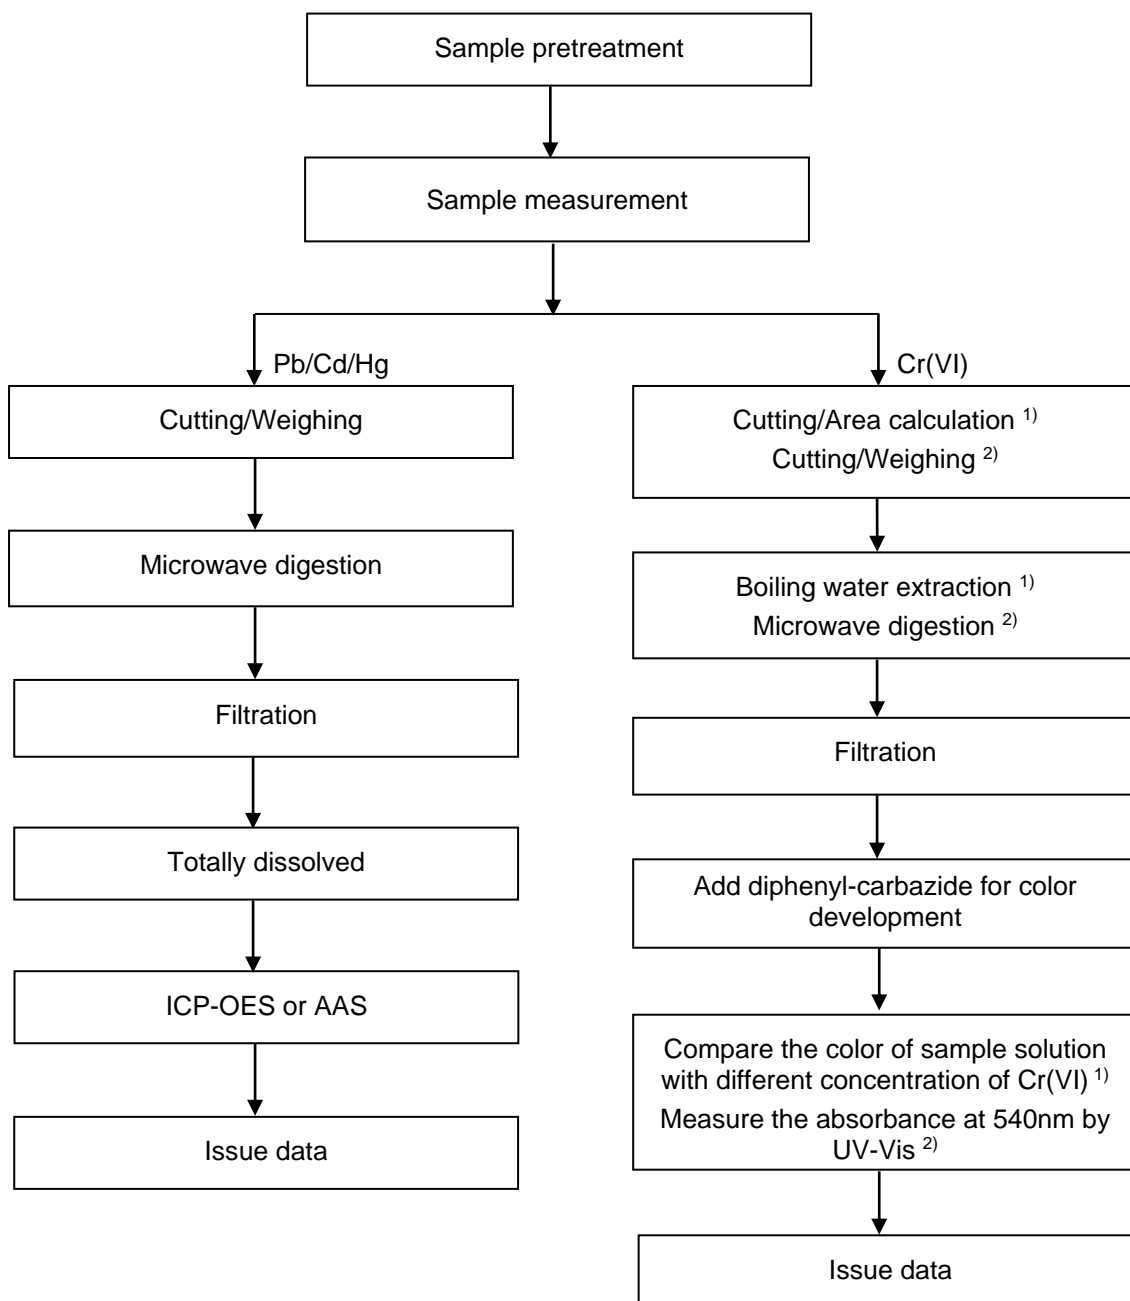 Sample pretreatment
Sample measurement
Pb/Cd/Hg
Cutting/Weighing
Microwave digestion
Filtration
Totally dissolved
ICP-OES or AAS
Issue data
Cr(VI)
Cutting/Area calculation 1)
Cutting/Weighing 2)
Boiling water extraction 1)
Microwave digestion 2)
Filtration
Add diphenyl-carbazide for color
development
Compare the color of sample solution
with different concentration of Cr(VI) 1)
Measure the absorbance at 540nm by
UV-Vis 2)
Issue data